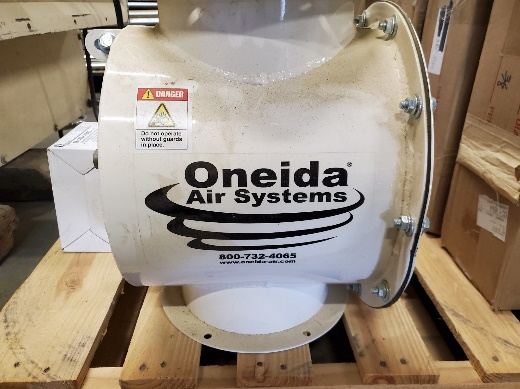 DANGER
Do not operate
without guards
in place.
Oneida®
Air Systems
800-732-4065
www.oneida-air.com